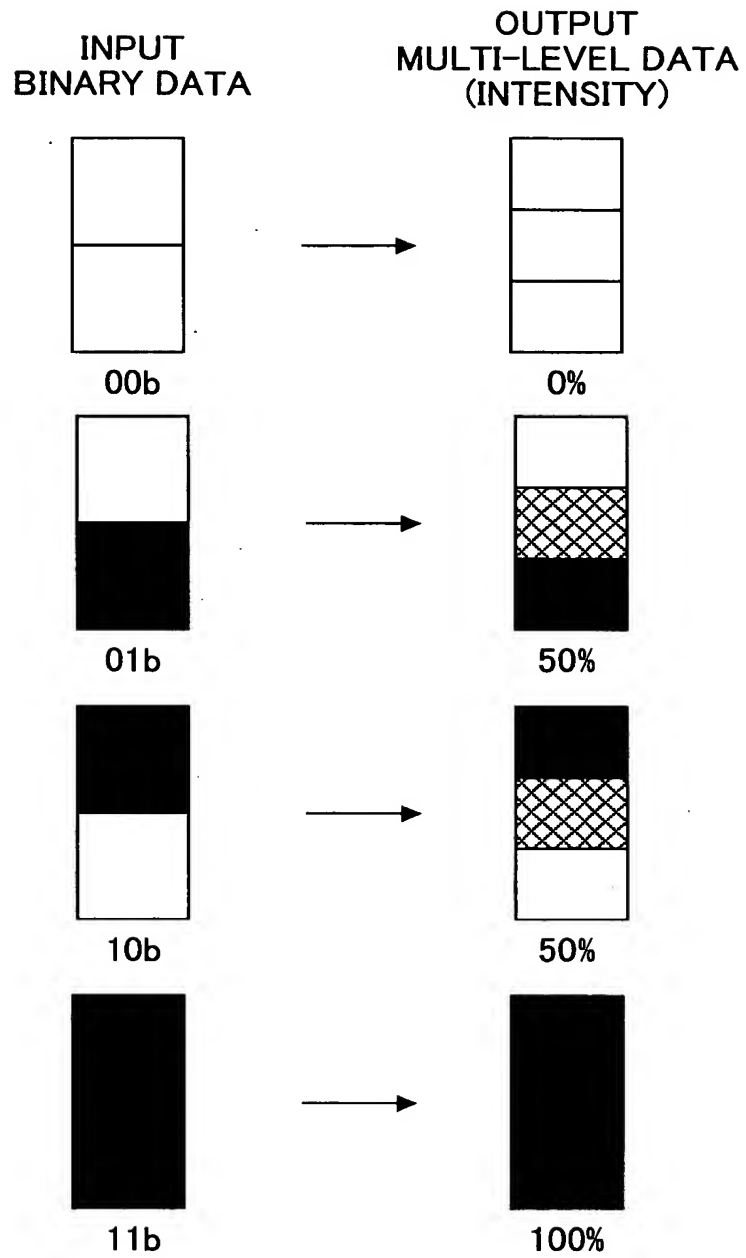 INPUT
BINARY DATA
OUTPUT
MULTI-LEVEL DATA
(INTENSITY)
00b
0%
01b
50%
10b
50%
11b
100%